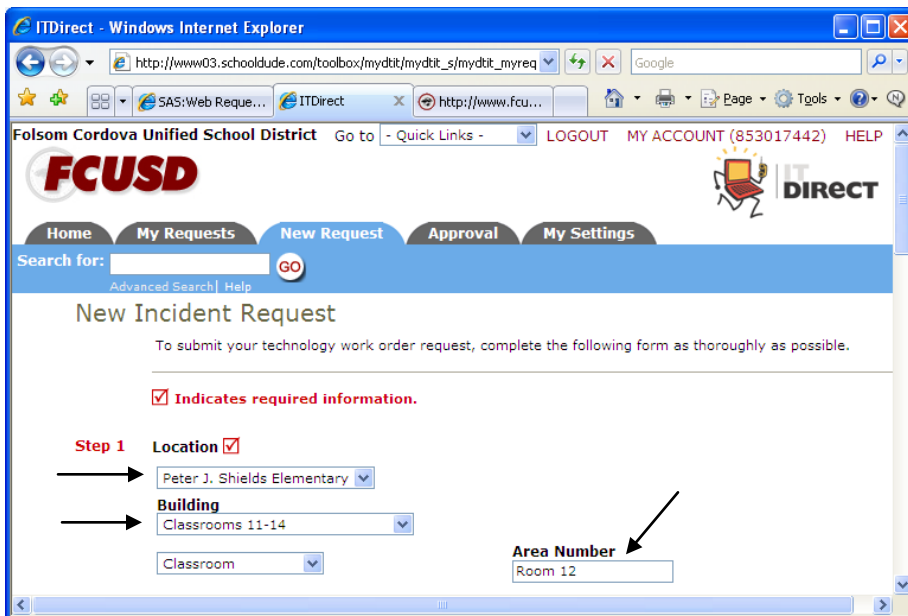 ITDirect - Windows Internet Explorer
http://www03.schooldude.com/toolbox/mydtit/mydtit_s/mydtit_myreq Google
SAS:Web Reque... ITDirect http://www.fcu... Page Tools
Folsom Cordova Unified School District Go to - Quick Links - LOGOUT MY ACCOUNT (853017442) HELP
FCUSD IT DIRECT
Home My Requests New Request Approval My Settings
Search for: GO
Advanced Search| Help
New Incident Request
To submit your technology work order request, complete the following form as thoroughly as possible.
Indicates required information.
Step 1 Location
Peter J. Shields Elementary
Building
Classrooms 11-14
Area Number
Classroom Room 12